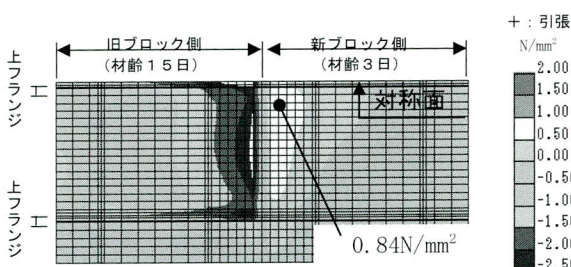 ＋：引張
N/mm²
旧ブロック側
（材齢１５日）
新ブロック側
（材齢３日）
上フランジ
対称面
上フランジ
0.84N/mm²
2.00
1.50
1.00
0.50
0.00
-0.50
-1.00
-1.50
-2.00
-2.50